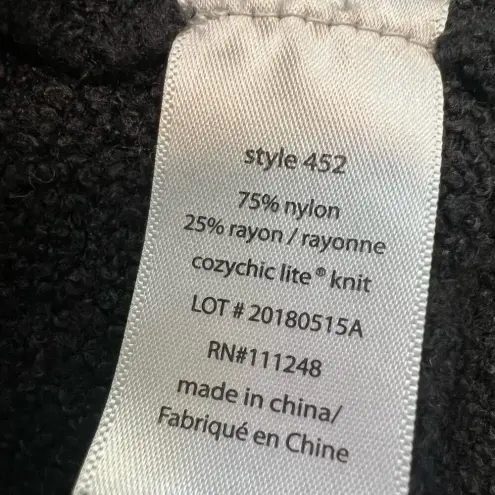 style 452
75% nylon
25% rayon / rayonne
cozychic lite® knit
LOT # 20180515A
RN#111248
made in china/
Fabriqué en Chine